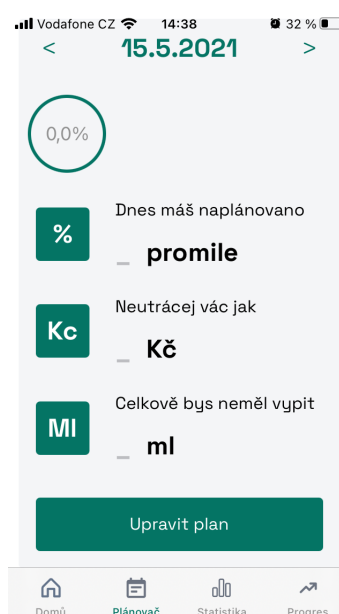 Vodafone CZ 14:38 32 %
< 15.5.2021 >
0,0%
% Dnes máš naplánovano
_ promile
Kc Neutrácej vác jak
_ Kč
Ml Celkově bys neměl vypit
_ ml
Upravit plan
Domů Plánovač Statistika Progres